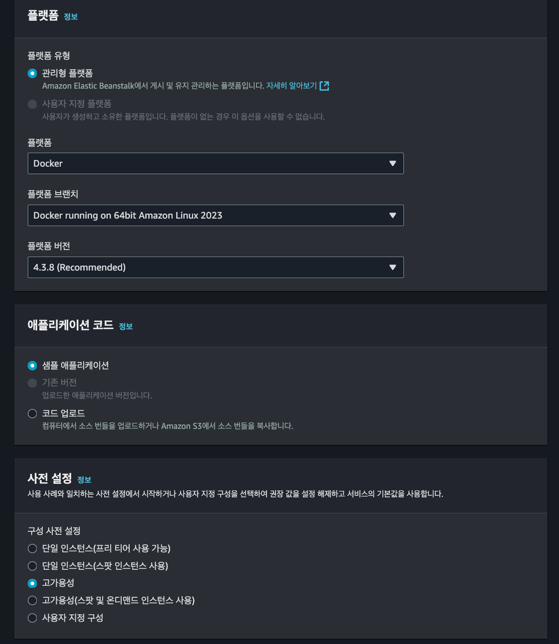 플랫폼 정보
플랫폼 유형
관리형 플랫폼
Amazon Elastic Beanstalk에서 게시 및 유지 관리하는 플랫폼입니다. 자세히 알아보기
사용자 지정 플랫폼
사용자가 생성하고 소유한 플랫폼입니다. 플랫폼이 없는 경우 이 옵션을 사용할 수 없습니다.
플랫폼
Docker
플랫폼 브랜치
Docker running on 64bit Amazon Linux 2023
플랫폼 버전
4.3.8 (Recommended)
애플리케이션 코드 정보
샘플 애플리케이션
기존 버전
업로드한 애플리케이션 버전입니다.
코드 업로드
컴퓨터에서 소스 번들을 업로드하거나 Amazon S3에서 소스 번들을 복사합니다.
사전 설정 정보
사용 사례와 일치하는 사전 설정에서 시작하거나 사용자 지정 구성을 선택하여 권장 값을 설정 해제하고 서비스의 기본값을 사용합니다.
구성 사전 설정
단일 인스턴스(프리 티어 사용 가능)
단일 인스턴스(스팟 인스턴스 사용)
고가용성
고가용성(스팟 및 온디맨드 인스턴스 사용)
사용자 지정 구성